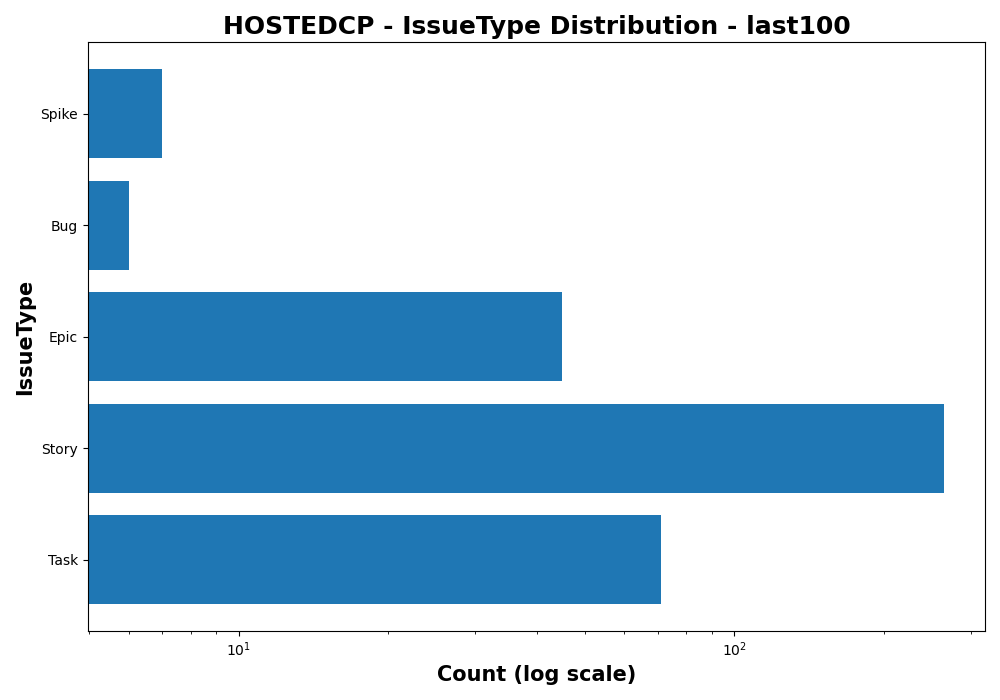 HOSTEDCP - IssueType Distribution - last100
Spike
Bug
Epic
Story
Task
IssueType
10¹
10²
Count (log scale)